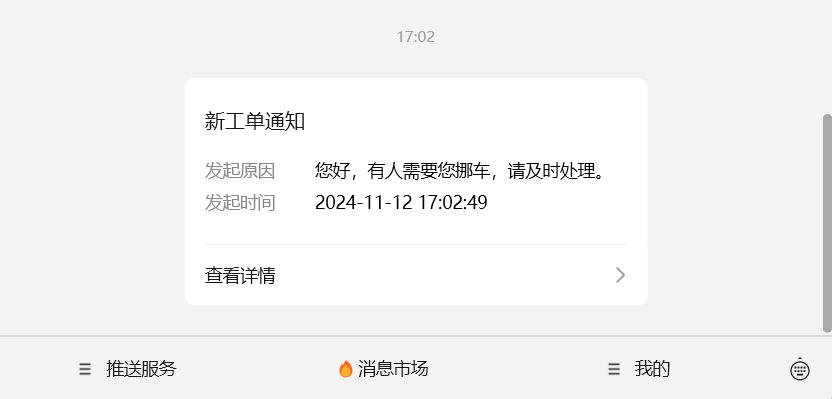 17:02
新工单通知
发起原因 您好，有人需要您挪车，请及时处理。
发起时间 2024-11-12 17:02:49
查看详情
推送服务 消息市场 我的